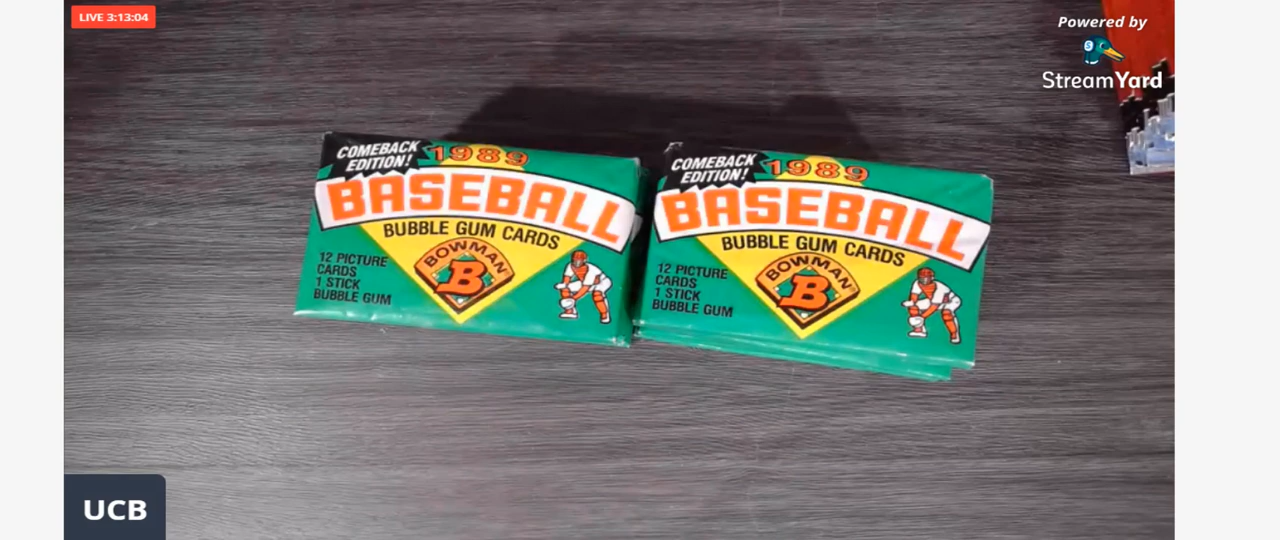 LIVE 3:13:04
Powered by
StreamYard
COMEBACK
EDITION!
1989
BASEBALL
BUBBLE GUM CARDS
12 PICTURE
CARDS
1 STICK
BUBBLE GUM
BOWMAN
B
COMEBACK
EDITION!
1989
BASEBALL
BUBBLE GUM CARDS
12 PICTURE
CARDS
1 STICK
BUBBLE GUM
BOWMAN
B
UCB